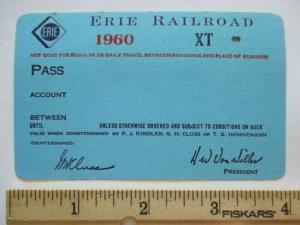 ERIE RAILROAD
ERIE
1960 XT
NOT GOOD FOR REGULAR OR DAILY TRAVEL BETWEEN RESIDENCE AND PLACE OF BUSINESS
PASS
ACCOUNT
BETWEEN
UNTIL UNLESS OTHERWISE ORDERED AND SUBJECT TO CONDITIONS ON BACK
VALID WHEN COUNTERSIGNED BY P. J. KINDLER, G. H. CLUSS OR T. G. HANNEMANN
COUNTERSIGNED:
PRESIDENT
1 2 3 4
FISKARS